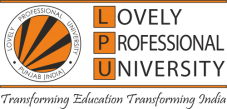 LOVELY PROFESSIONAL UNIVERSITY
PUNJAB (INDIA)
LOVELY
PROFESSIONAL
UNIVERSITY
Transforming Education Transforming India